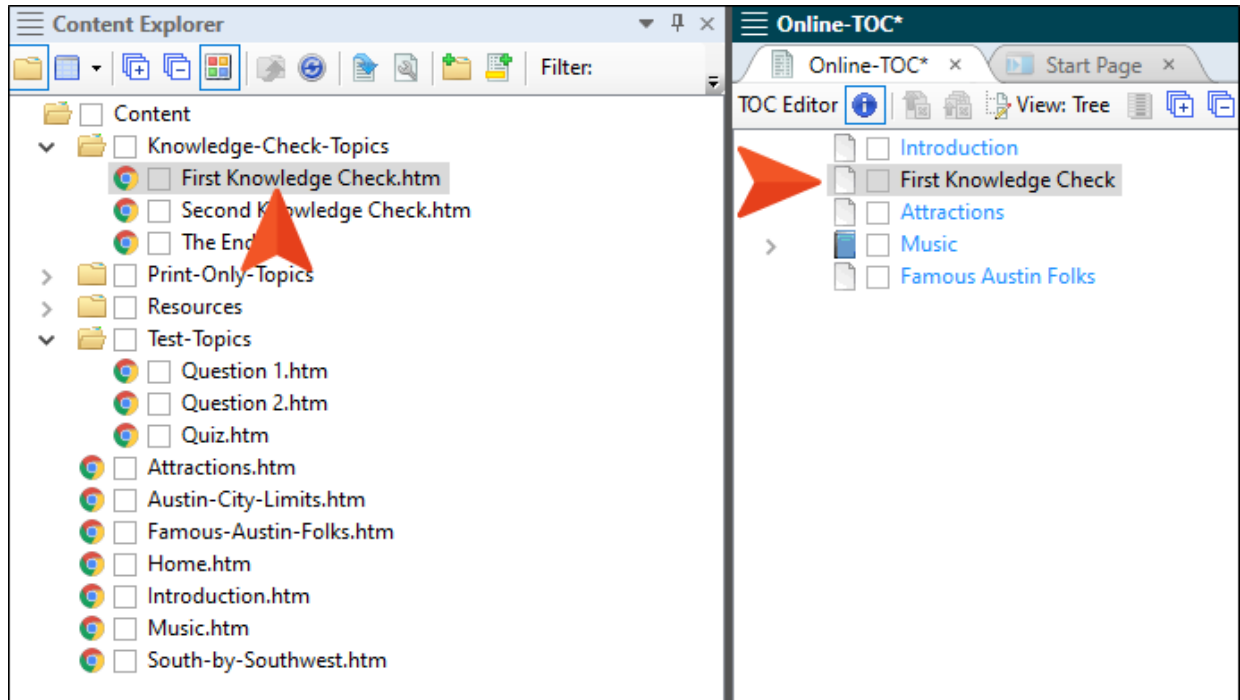 Content Explorer
Filter:
Content
Knowledge-Check-Topics
First Knowledge Check.htm
Second Knowledge Check.htm
The End
Print-Only-Topics
Resources
Test-Topics
Question 1.htm
Question 2.htm
Quiz.htm
Attractions.htm
Austin-City-Limits.htm
Famous-Austin-Folks.htm
Home.htm
Introduction.htm
Music.htm
South-by-Southwest.htm
Online-TOC*
Online-TOC* × Start Page ×
TOC Editor View: Tree
Introduction
First Knowledge Check
Attractions
Music
Famous Austin Folks